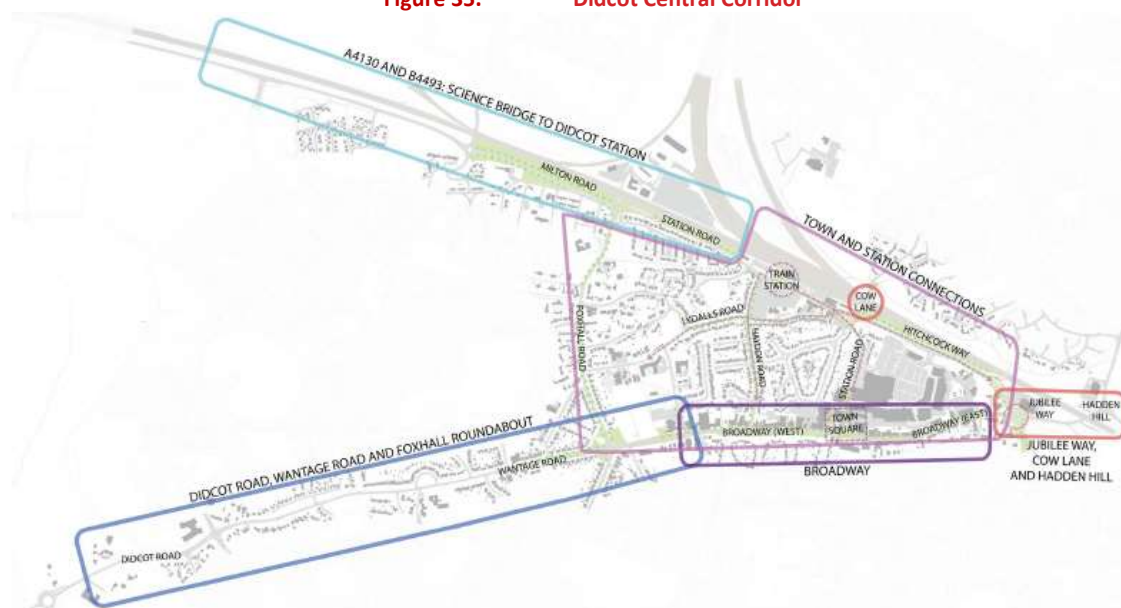 Figure 35. Didcot Central Corridor
A4130 AND B4493: SCIENCE BRIDGE TO DIDCOT STATION
MILTON ROAD
STATION ROAD
TOWN AND STATION CONNECTIONS
TRAIN
STATION
COW
LANE
HITCHCOCK WAY
LYDALLS ROAD
FOXHALL ROAD
HAYDON ROAD
STATION ROAD
JUBILEE
WAY
HADDEN
HILL
TOWN
SQUARE
BROADWAY (WEST)
BROADWAY (EAST)
BROADWAY
JUBILEE WAY,
COW LANE
AND HADDEN HILL
DIDCOT ROAD, WANTAGE ROAD AND FOXHALL ROUNDABOUT
WANTAGE ROAD
DIDCOT ROAD